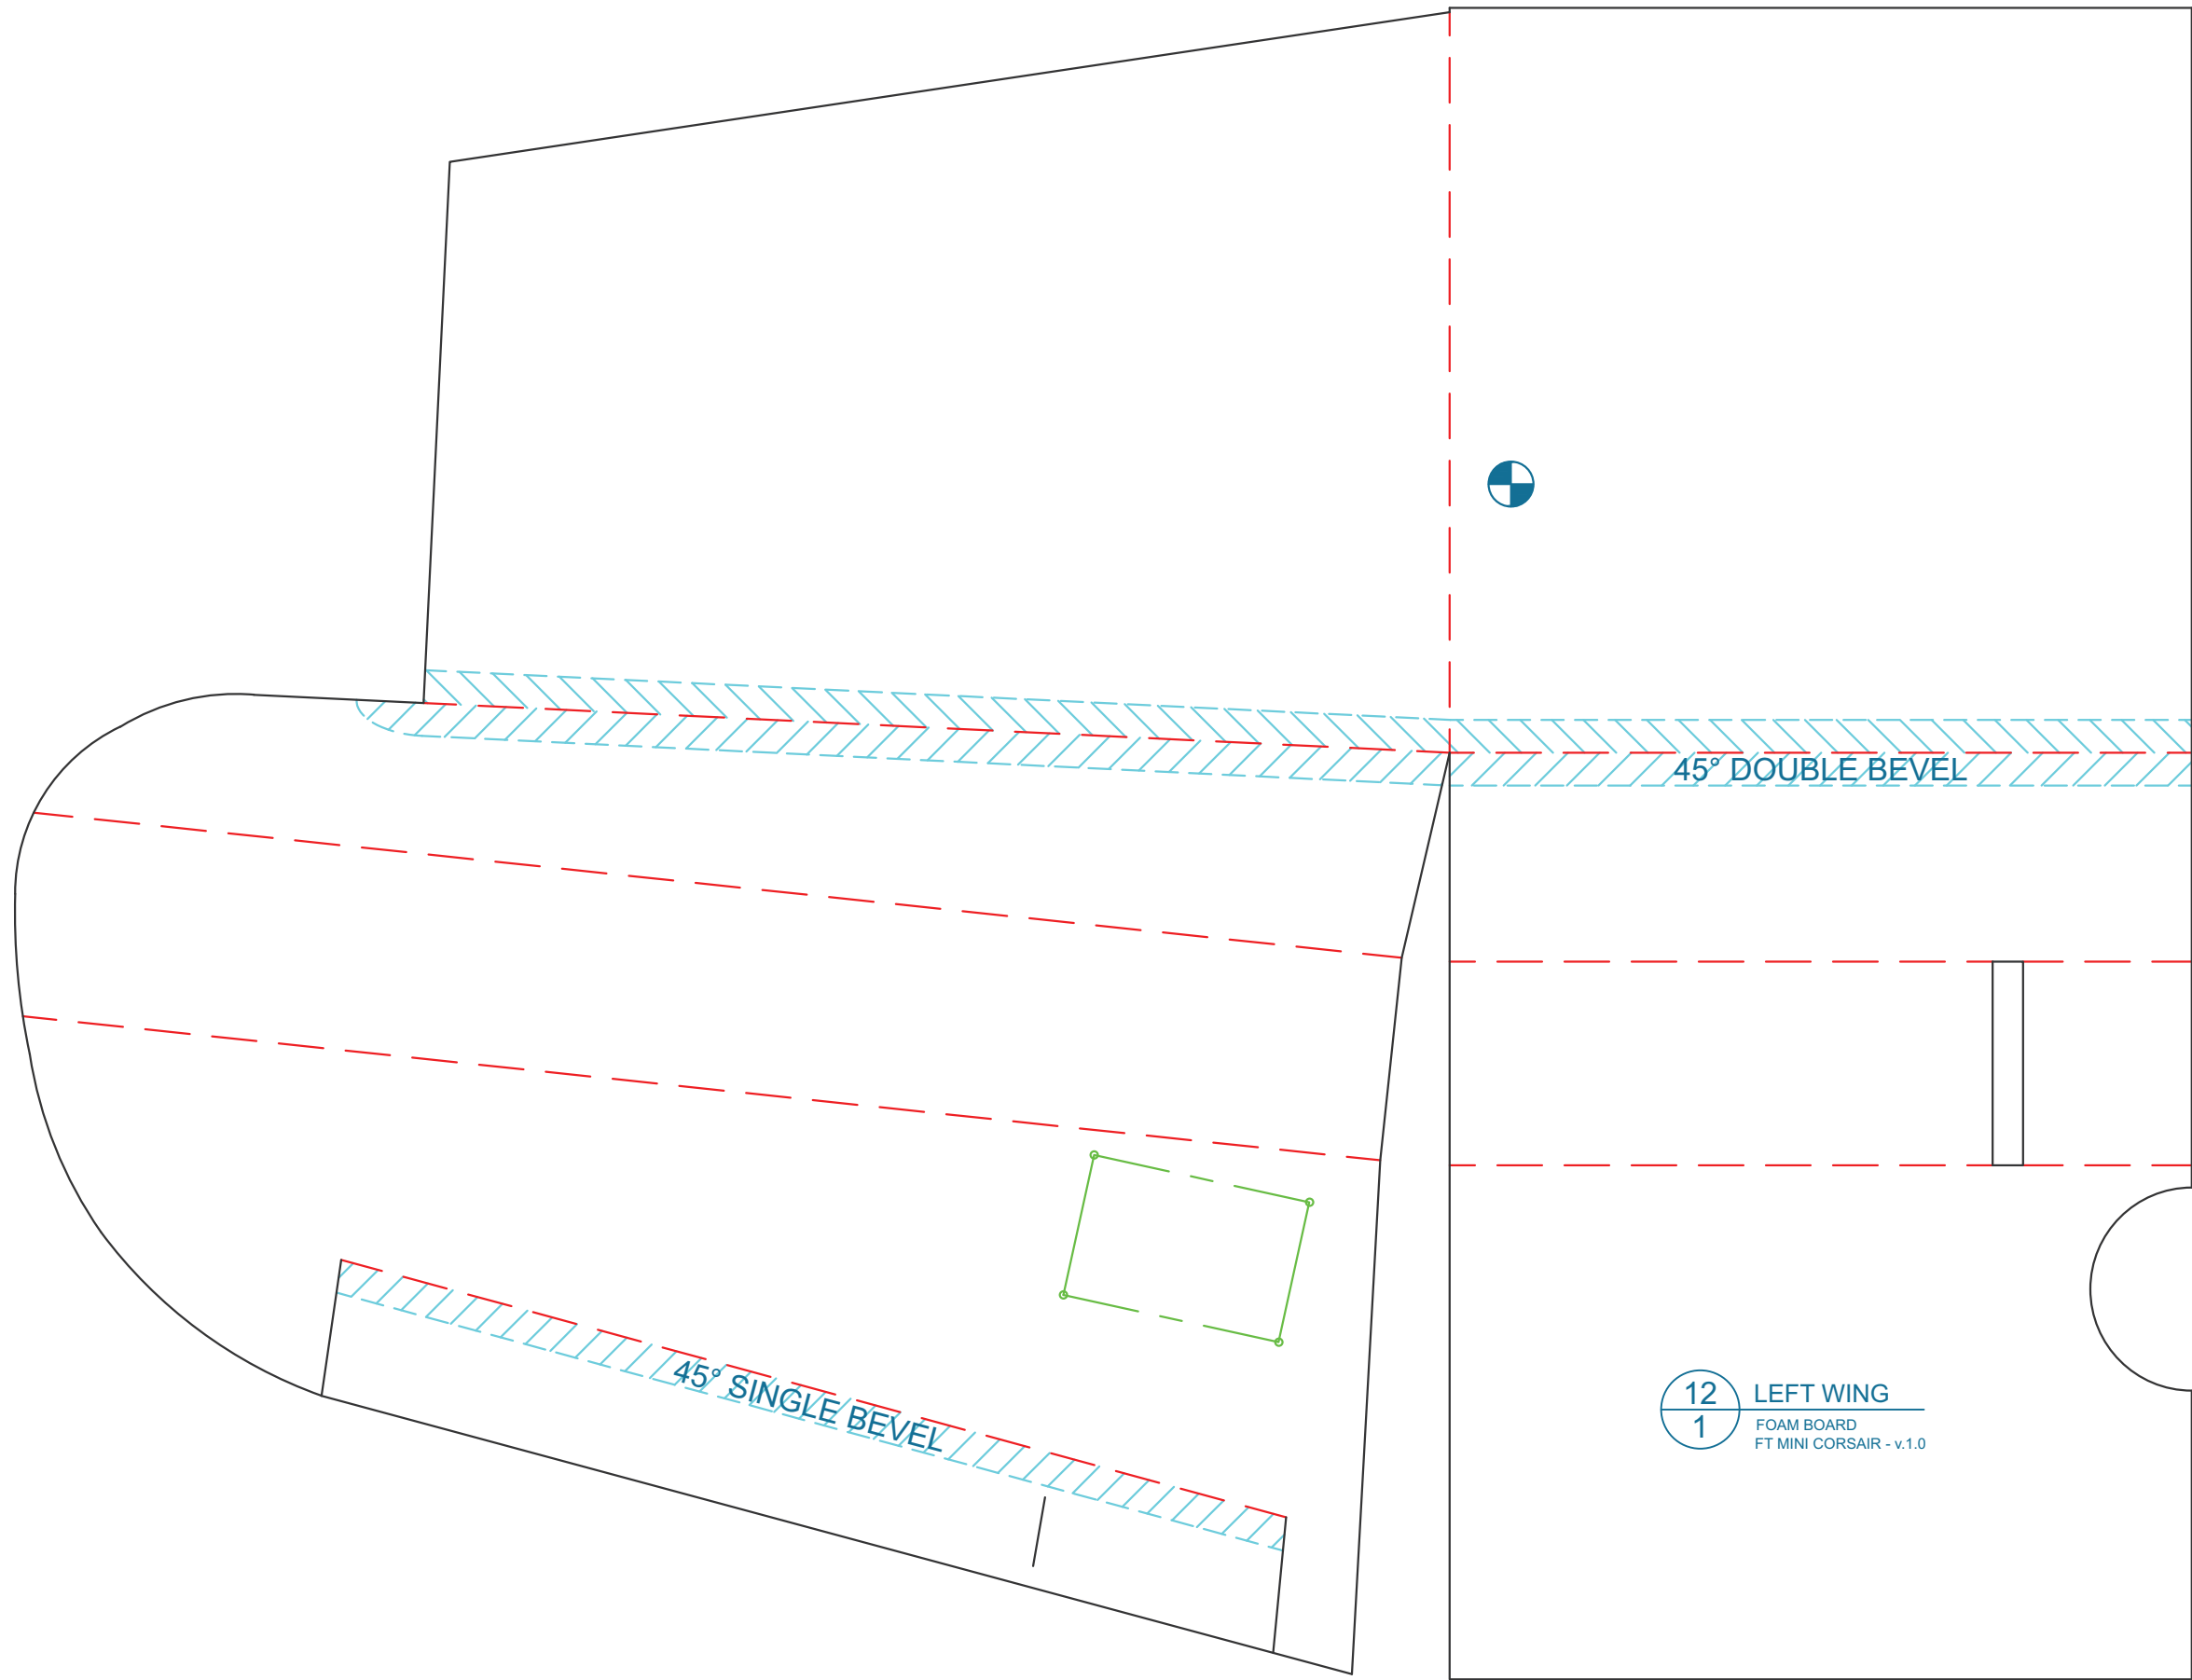 45° DOUBLE BEVEL
45° SINGLE BEVEL
12
1
LEFT WING
FOAM BOARD
FT MINI CORSAIR - v.1.0